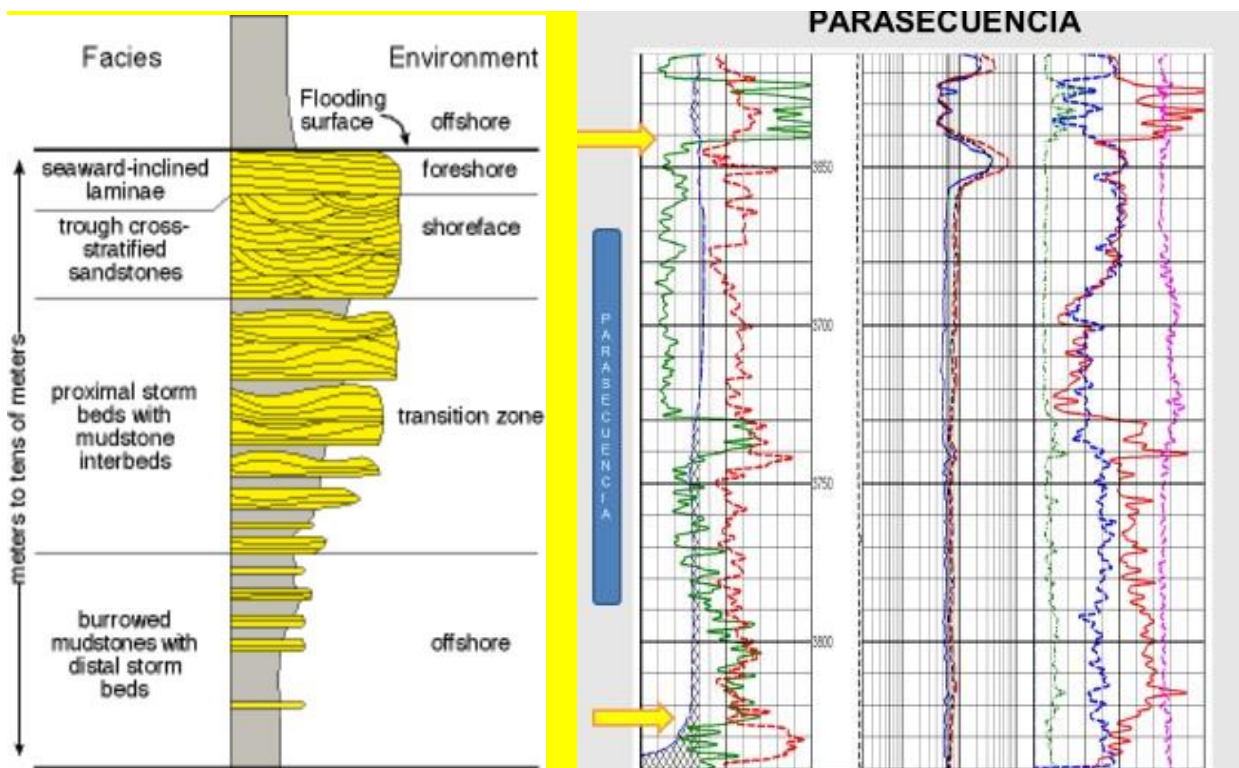 Facies
Environment
Flooding
surface
offshore
seaward-inclined
laminae
foreshore
trough cross-
stratified
sandstones
shoreface
proximal storm
beds with
mudstone
interbeds
transition zone
burrowed
mudstones with
distal storm
beds
offshore
meters to tens of meters
PARASECUENCIA
PARASECUENCIA
3650
3700
3750
3800